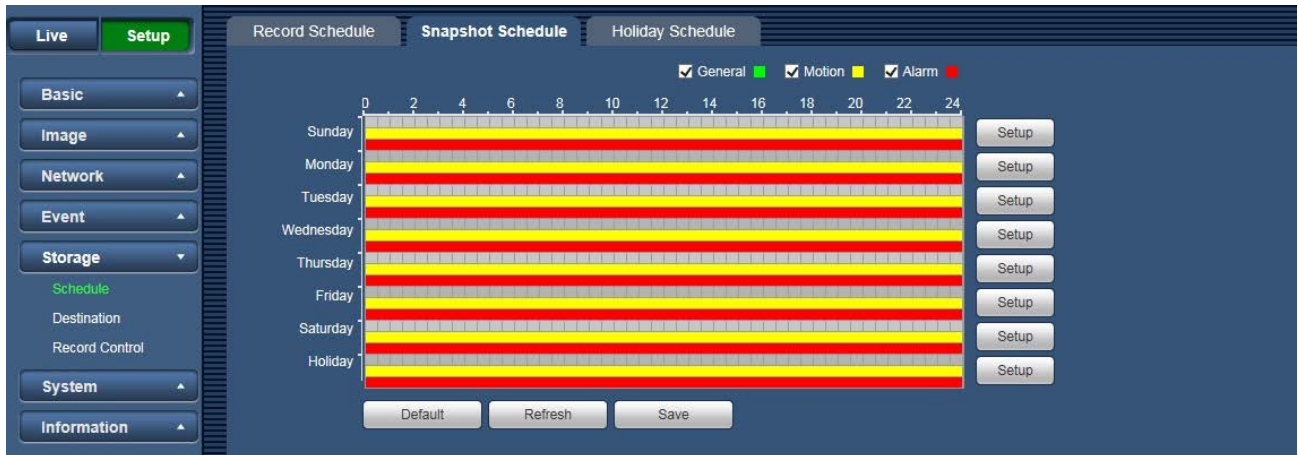 Live Setup
Record Schedule Snapshot Schedule Holiday Schedule
General Motion Alarm
Basic
Image
Network
Event
Storage
Schedule
Destination
Record Control
System
Information
0 2 4 6 8 10 12 14 16 18 20 22 24
Sunday Setup
Monday Setup
Tuesday Setup
Wednesday Setup
Thursday Setup
Friday Setup
Saturday Setup
Holiday Setup
Default Refresh Save